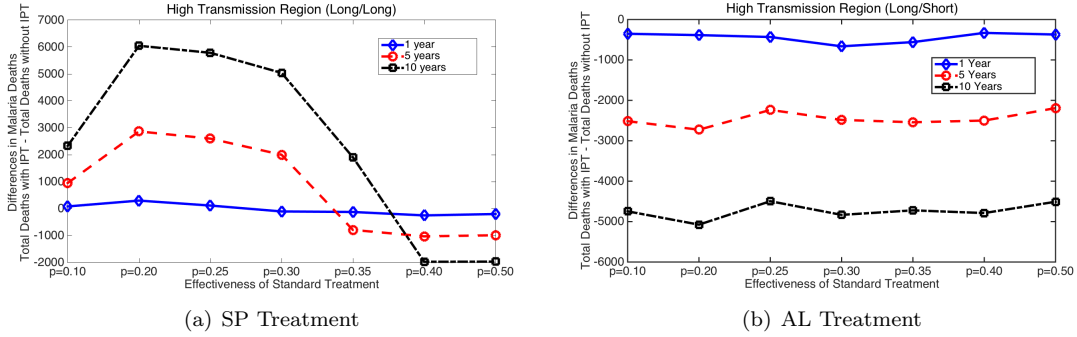 High Transmission Region (Long/Long)
Differences in Malaria Deaths
Total Deaths with IPT - Total Deaths without IPT
7000
6000
5000
4000
3000
2000
1000
0
-1000
-2000
1 year
5 years
10 years
p=0.10 p=0.20 p=0.25 p=0.30 p=0.35 p=0.40 p=0.50
Effectiveness of Standard Treatment
(a) SP Treatment
High Transmission Region (Long/Short)
Differences in Malaria Deaths
Total Deaths with IPT - Total Deaths without IPT
0
-1000
-2000
-3000
-4000
-5000
-6000
1 Year
5 Years
10 Years
p=0.10 p=0.20 p=0.25 p=0.30 p=0.35 p=0.40 p=0.50
Effectiveness of Standard Treatment
(b) AL Treatment